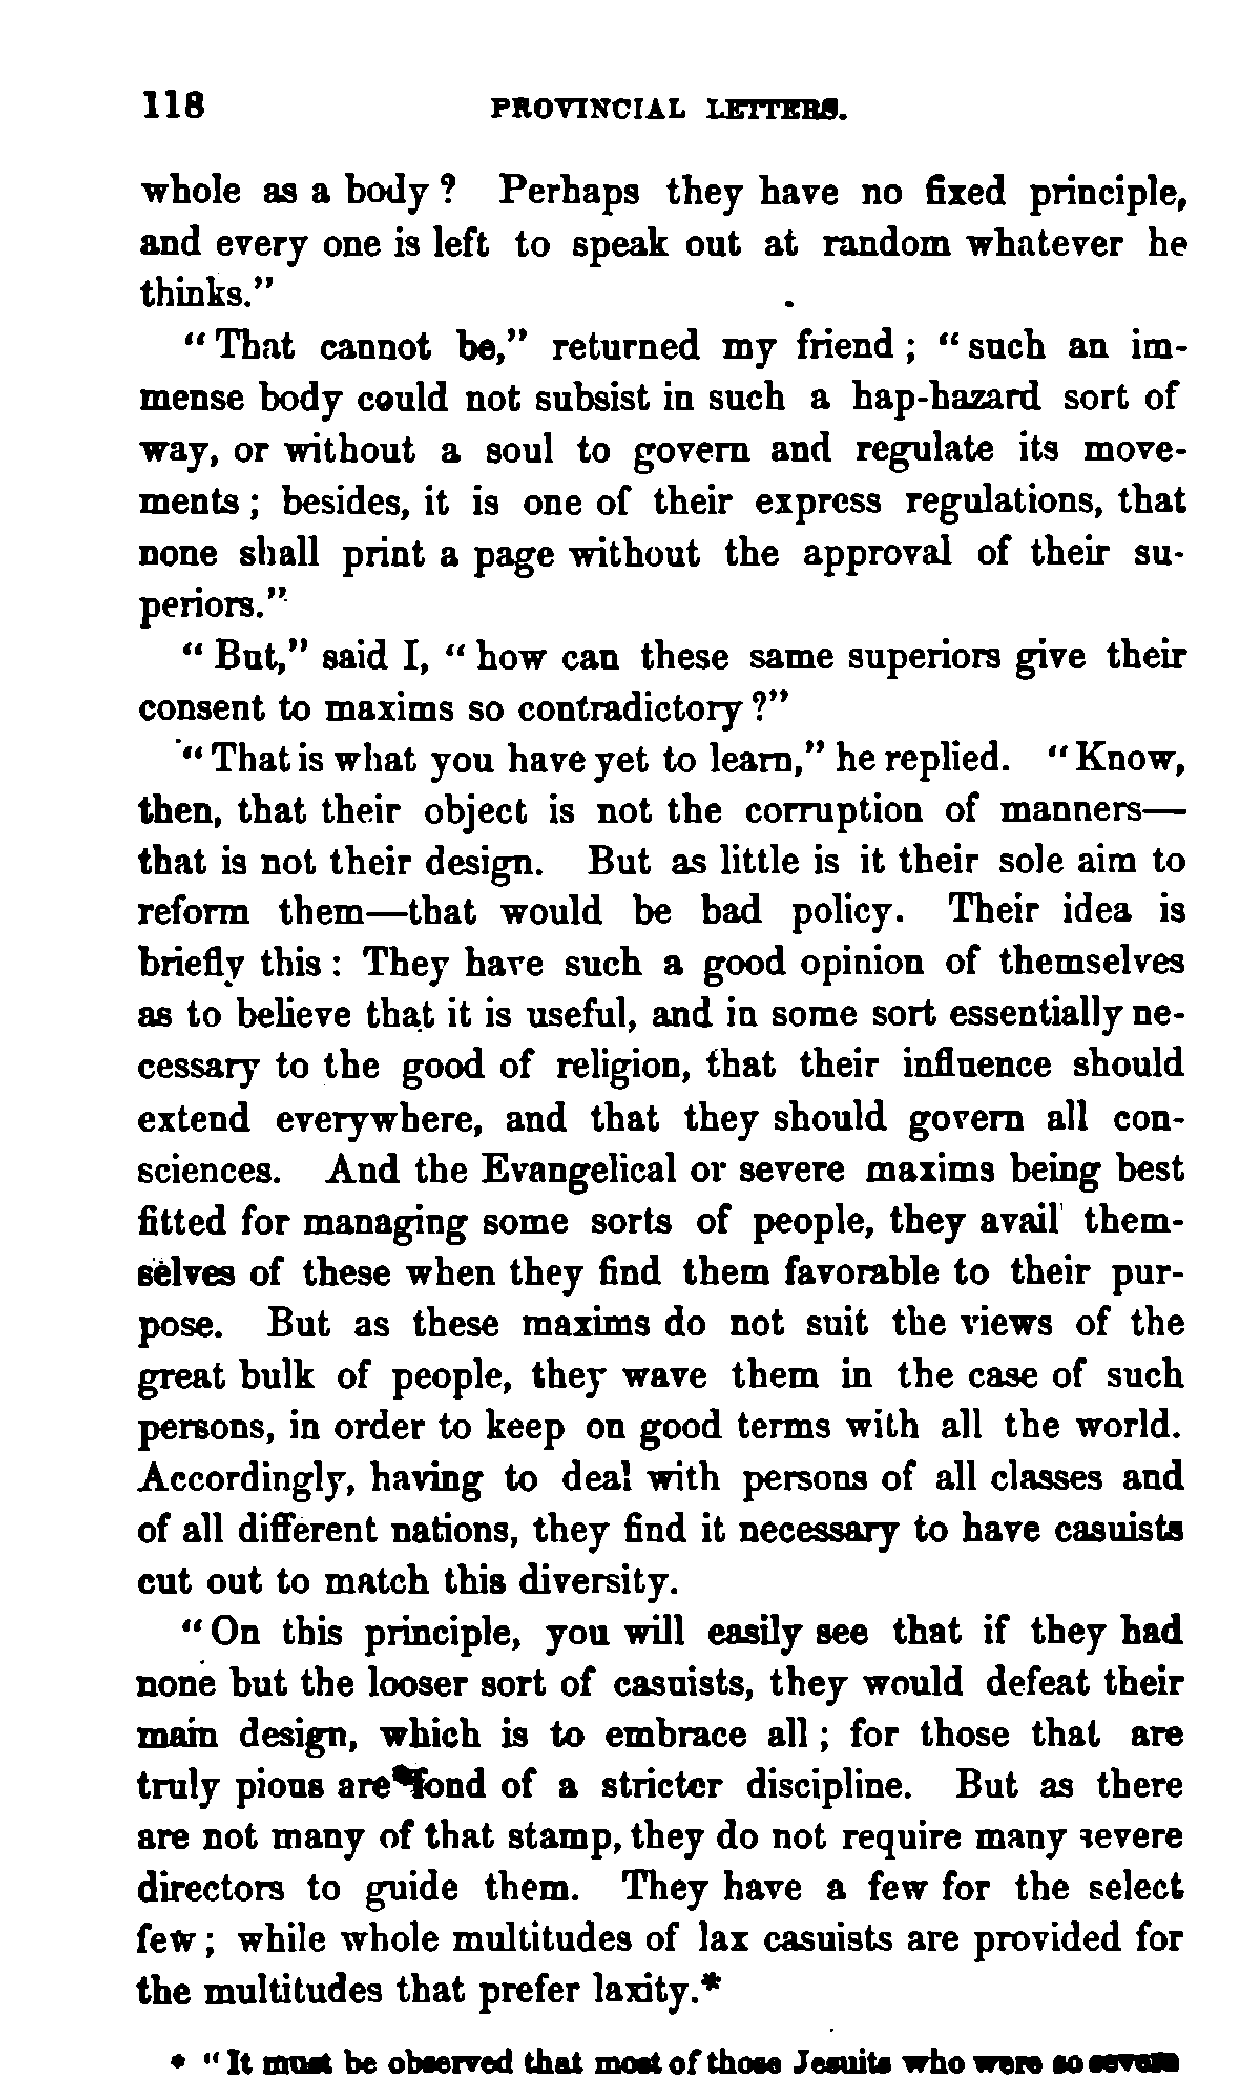 118 PROVINCIAL LETTERS.
whole as a body? Perhaps they have no fixed principle,
and every one is left to speak out at random whatever he
thinks."
"That cannot be," returned my friend; "such an im-
mense body could not subsist in such a hap-hazard sort of
way, or without a soul to govern and regulate its move-
ments; besides, it is one of their express regulations, that
none shall print a page without the approval of their su-
periors."
"But," said I, "how can these same superiors give their
consent to maxims so contradictory?"
"That is what you have yet to learn," he replied. "Know,
then, that their object is not the corruption of manners—
that is not their design. But as little is it their sole aim to
reform them—that would be bad policy. Their idea is
briefly this: They have such a good opinion of themselves
as to believe that it is useful, and in some sort essentially ne-
cessary to the good of religion, that their influence should
extend everywhere, and that they should govern all con-
sciences. And the Evangelical or severe maxims being best
fitted for managing some sorts of people, they avail them-
selves of these when they find them favorable to their pur-
pose. But as these maxims do not suit the views of the
great bulk of people, they wave them in the case of such
persons, in order to keep on good terms with all the world.
Accordingly, having to deal with persons of all classes and
of all different nations, they find it necessary to have casuists
cut out to match this diversity.
"On this principle, you will easily see that if they had
none but the looser sort of casuists, they would defeat their
main design, which is to embrace all; for those that are
truly pious are fond of a stricter discipline. But as there
are not many of that stamp, they do not require many severe
directors to guide them. They have a few for the select
few; while whole multitudes of lax casuists are provided for
the multitudes that prefer laxity.*
* "It must be observed that most of those Jesuits who were so severe